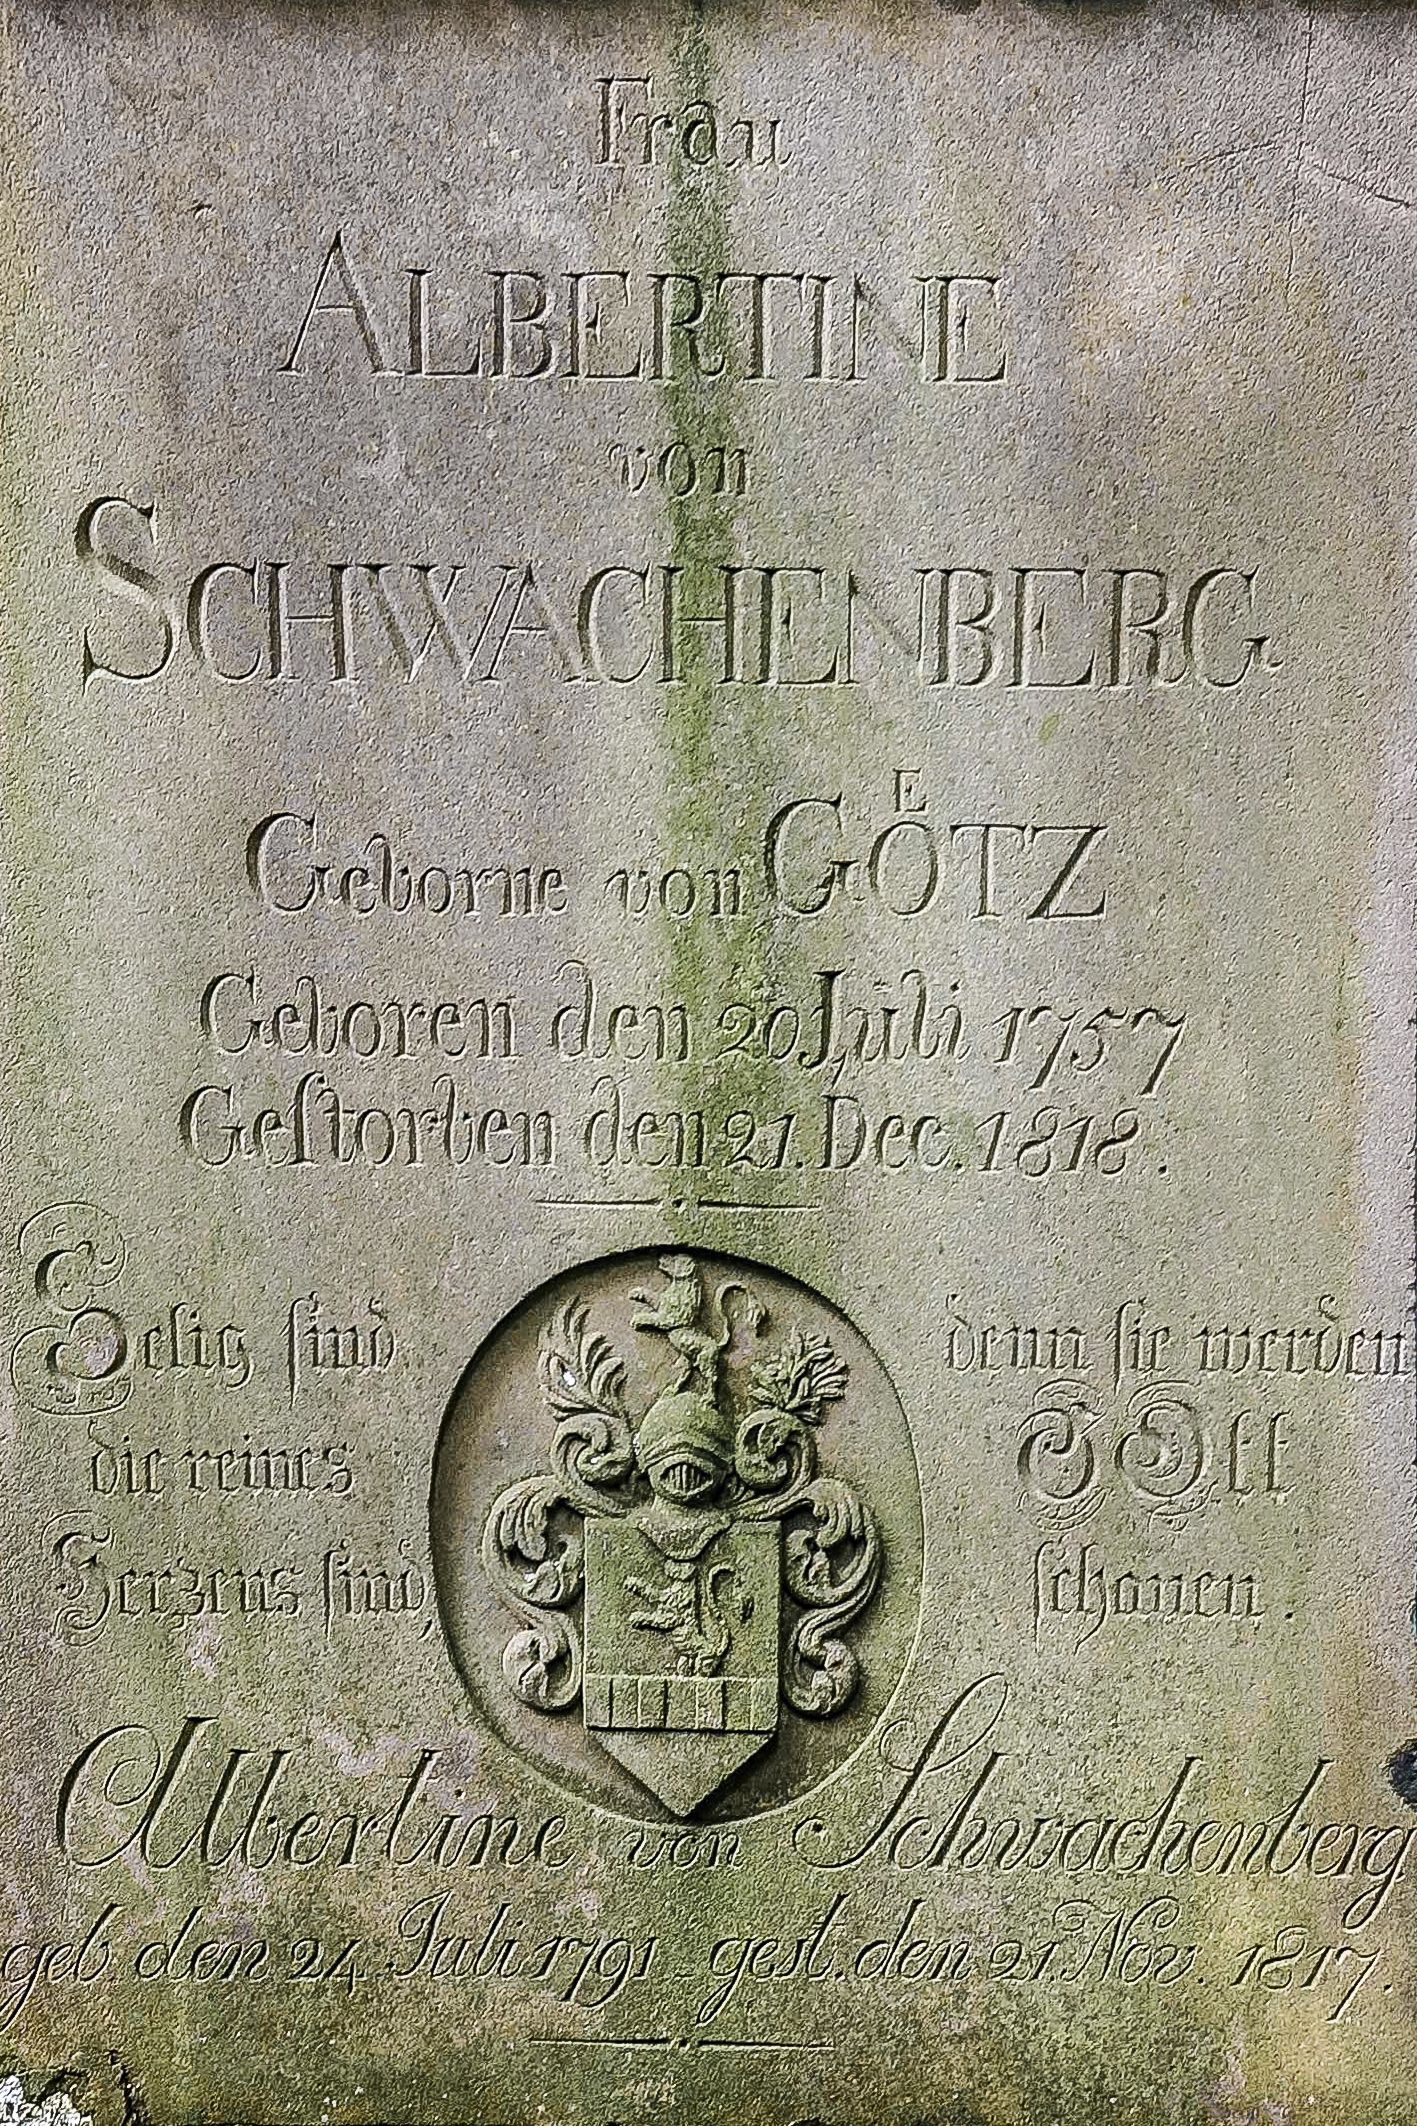 Frau
ALBERTINE
von
SCHWACHENBERG
Geborne von GOͤTZ
Geboren den 20 Juli 1757
Geſtorben den 21. Dec. 1818.
Selig ſind
die reines
Herzens ſind,
denn ſie werden
GOtt
ſchauen.
Albertine von Schwachenberg
geb. den 24. Juli 1791 - gest. den 21. Nov. 1817.